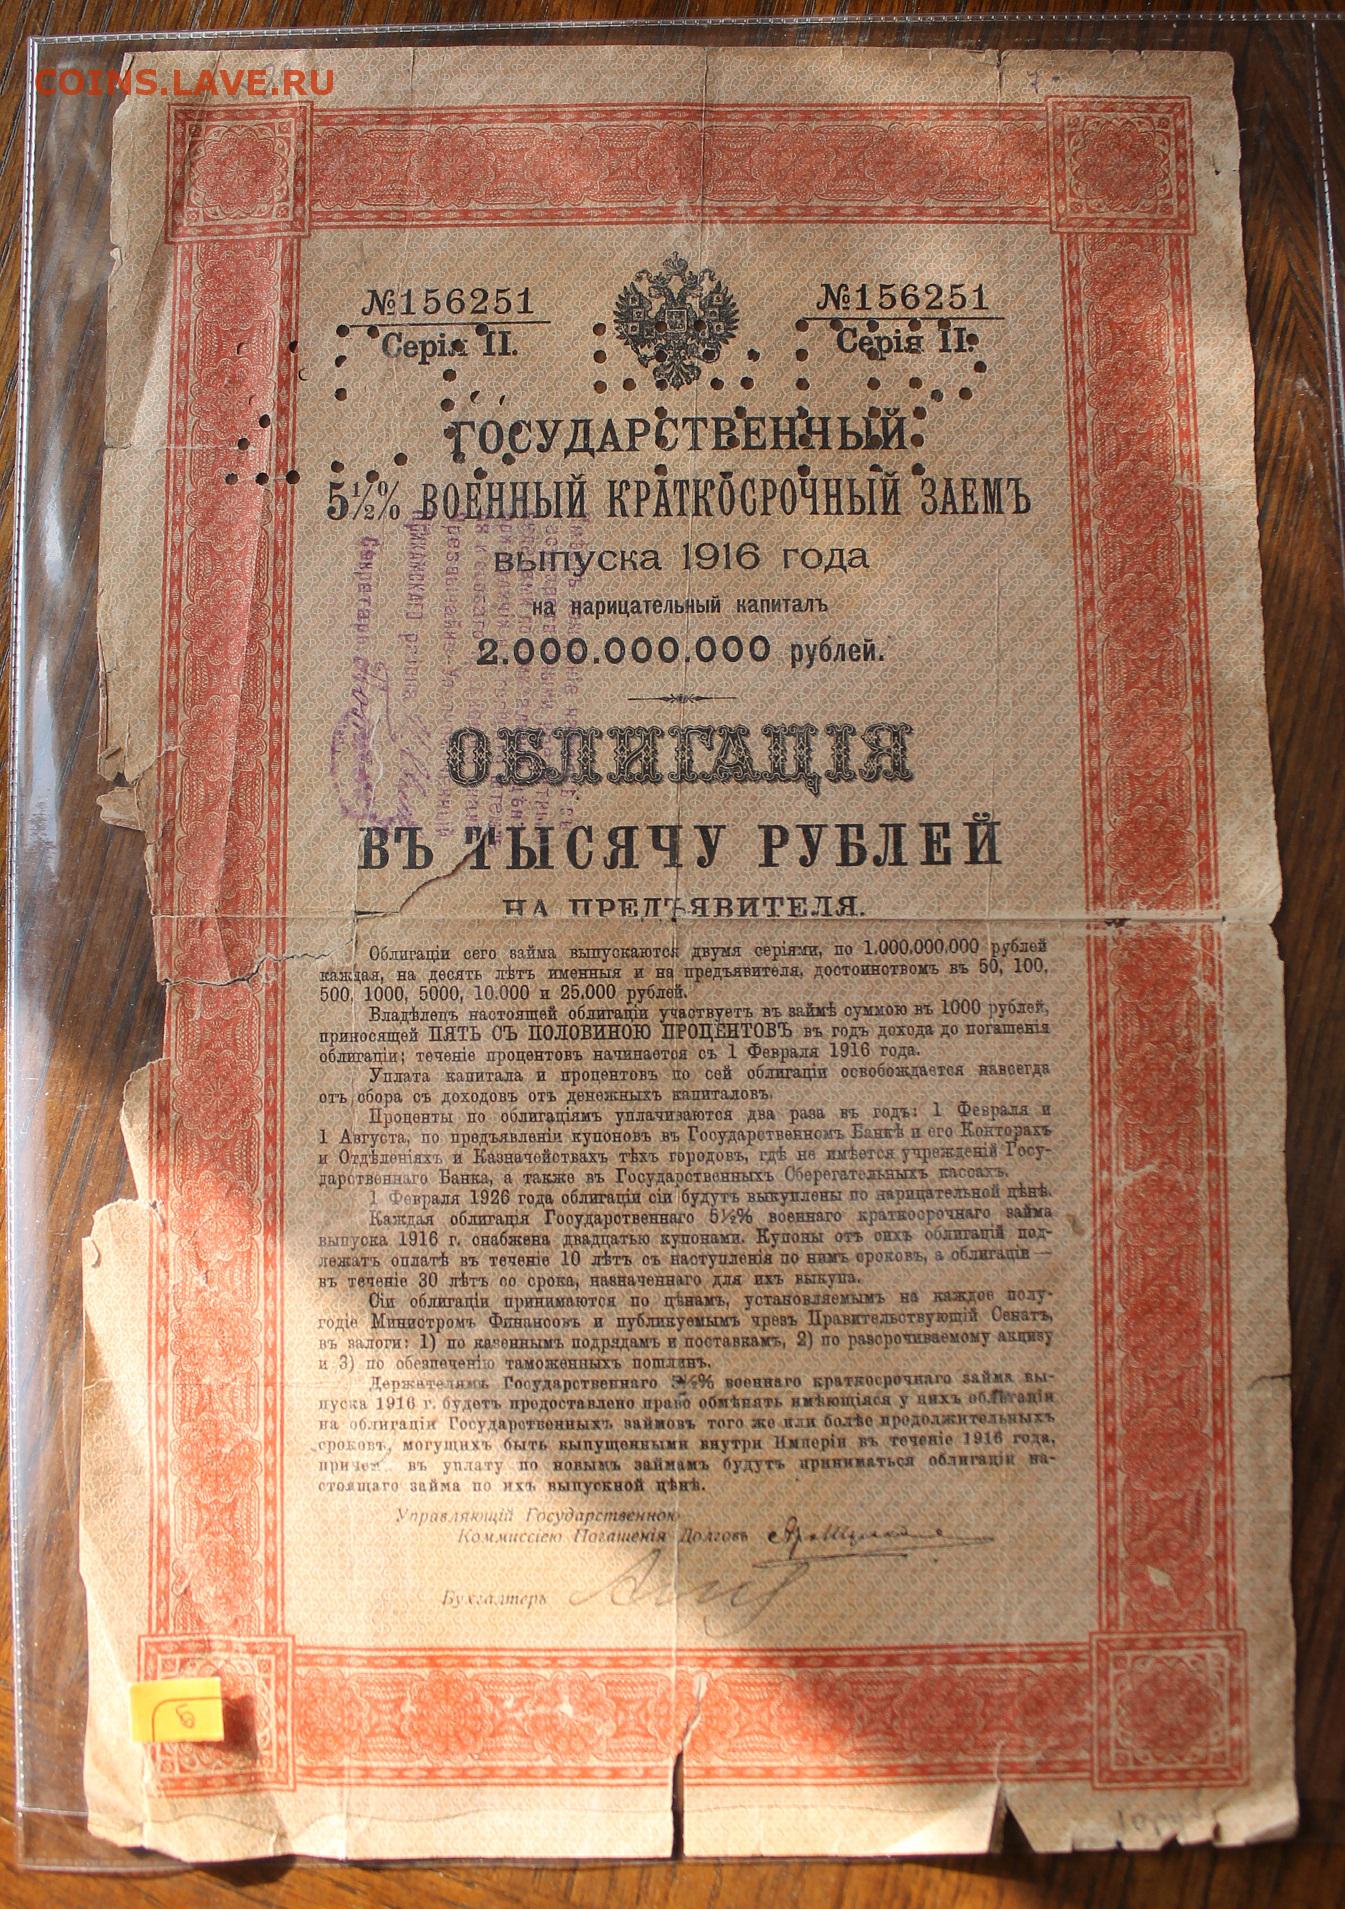 COINS.LAVE.RU
№156251 №156251
Серія II. Серія II.
ГОСУДАРСТВЕННЫЙ
5½% ВОЕННЫЙ КРАТКОСРОЧНЫЙ ЗАЕМЪ
выпуска 1916 года
на нарицательный капиталъ
2.000.000.000 рублей.
ОБЛИГАЦІЯ
ВЪ ТЫСЯЧУ РУБЛЕЙ
НА ПРЕДЪЯВИТЕЛЯ.
Облигаціи сего займа выпускаются двумя серіями, по 1.000.000.000 рублей
каждая, на десять лѣтъ именныя и на предъявителя, достоинствомъ въ 50, 100,
500, 1000, 5000, 10.000 и 25.000 рублей.
Владѣлецъ настоящей облигаціи участвуетъ въ займѣ суммою въ 1000 рублей,
приносящей ПЯТЬ СЪ ПОЛОВИНОЮ ПРОЦЕНТОВЪ въ годъ дохода до погашенія
облигаціи; теченіе процентовъ начинается съ 1 Февраля 1916 года.
Уплата капитала и процентовъ по сей облигаціи освобождается навсегда
отъ сбора съ доходовъ отъ денежныхъ капиталовъ.
Проценты по облигаціямъ уплачиваются два раза въ годъ: 1 Февраля и
1 Августа, по предъявленіи купоновъ въ Государственномъ Банкѣ и его Конторахъ
и Отдѣленіяхъ и Казначействахъ тѣхъ городовъ, гдѣ не имѣется учрежденій Госу-
дарственнаго Банка, а также въ Государственныхъ Сберегательныхъ кассахъ.
1 Февраля 1926 года облигаціи сіи будутъ выкуплены по нарицательной цѣнѣ.
Каждая облигація Государственнаго 5½% военнаго краткосрочнаго займа
выпуска 1916 г. снабжена двадцатью купонами. Купоны отъ сихъ облигацій под-
лежатъ оплатѣ въ теченіе 10 лѣтъ съ наступленія по нимъ сроковъ, а облигаціи —
въ теченіе 30 лѣтъ со срока, назначеннаго для ихъ выкупа.
Сіи облигаціи принимаются по цѣнамъ, установляемымъ на каждое полу-
годіе Министромъ Финансовъ и публикуемымъ чрезъ Правительствующій Сенатъ,
въ залоги: 1) по казеннымъ подрядамъ и поставкамъ, 2) по разсрочиваемому акцизу
и 3) по обезпеченію таможенныхъ пошлинъ.
Держателямъ Государственнаго 5½% военнаго краткосрочнаго займа вы-
пуска 1916 г. будетъ предоставлено право обмѣнять имѣющіяся у нихъ облигаціи
на облигаціи Государственныхъ займовъ того же или болѣе продолжительныхъ
сроковъ, могущихъ быть выпущенными внутри Имперіи въ теченіе 1916 года,
причемъ въ уплату по новымъ займамъ будутъ приниматься облигаціи на-
стоящаго займа по ихъ выпускной цѣнѣ.
Управляющій Государственною
Коммиссіею Погашенія Долговъ
Бухгалтеръ
Секретарь
6